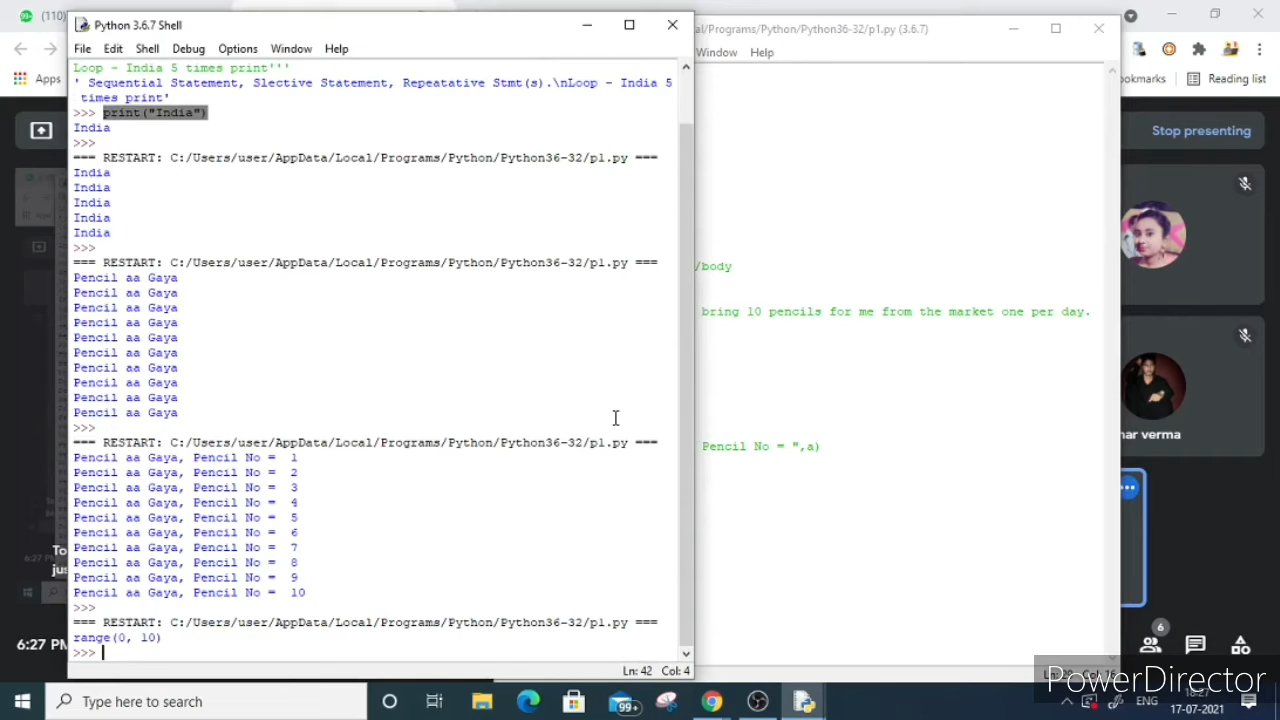 (110)
Apps
Python 3.6.7 Shell
File Edit Shell Debug Options Window Help
Loop - India 5 times print'''
' Sequential Statement, Slective Statement, Repeatative Stmt(s).\nLoop - India 5
times print'
>>> print("India")
India
>>>
=== RESTART: C:/Users/user/AppData/Local/Programs/Python/Python36-32/p1.py ===
India
India
India
India
India
>>>
=== RESTART: C:/Users/user/AppData/Local/Programs/Python/Python36-32/p1.py ===
Pencil aa Gaya
Pencil aa Gaya
Pencil aa Gaya
Pencil aa Gaya
Pencil aa Gaya
Pencil aa Gaya
Pencil aa Gaya
Pencil aa Gaya
Pencil aa Gaya
Pencil aa Gaya
>>>
=== RESTART: C:/Users/user/AppData/Local/Programs/Python/Python36-32/p1.py ===
Pencil aa Gaya, Pencil No =  1
Pencil aa Gaya, Pencil No =  2
Pencil aa Gaya, Pencil No =  3
Pencil aa Gaya, Pencil No =  4
Pencil aa Gaya, Pencil No =  5
Pencil aa Gaya, Pencil No =  6
Pencil aa Gaya, Pencil No =  7
Pencil aa Gaya, Pencil No =  8
Pencil aa Gaya, Pencil No =  9
Pencil aa Gaya, Pencil No =  10
>>>
=== RESTART: C:/Users/user/AppData/Local/Programs/Python/Python36-32/p1.py ===
range(0, 10)
>>>
Ln: 42 Col: 4
al/Programs/Python/Python36-32/p1.py (3.6.7)
Window Help
/body
bring 10 pencils for me from the market one per day.
Pencil No = ",a)
okmarks Reading list
Stop presenting
nar verma
6
To
jus
6:27 PM
6:27 PM
Type here to search
99+
ENG
17-07-2021
PowerDirector